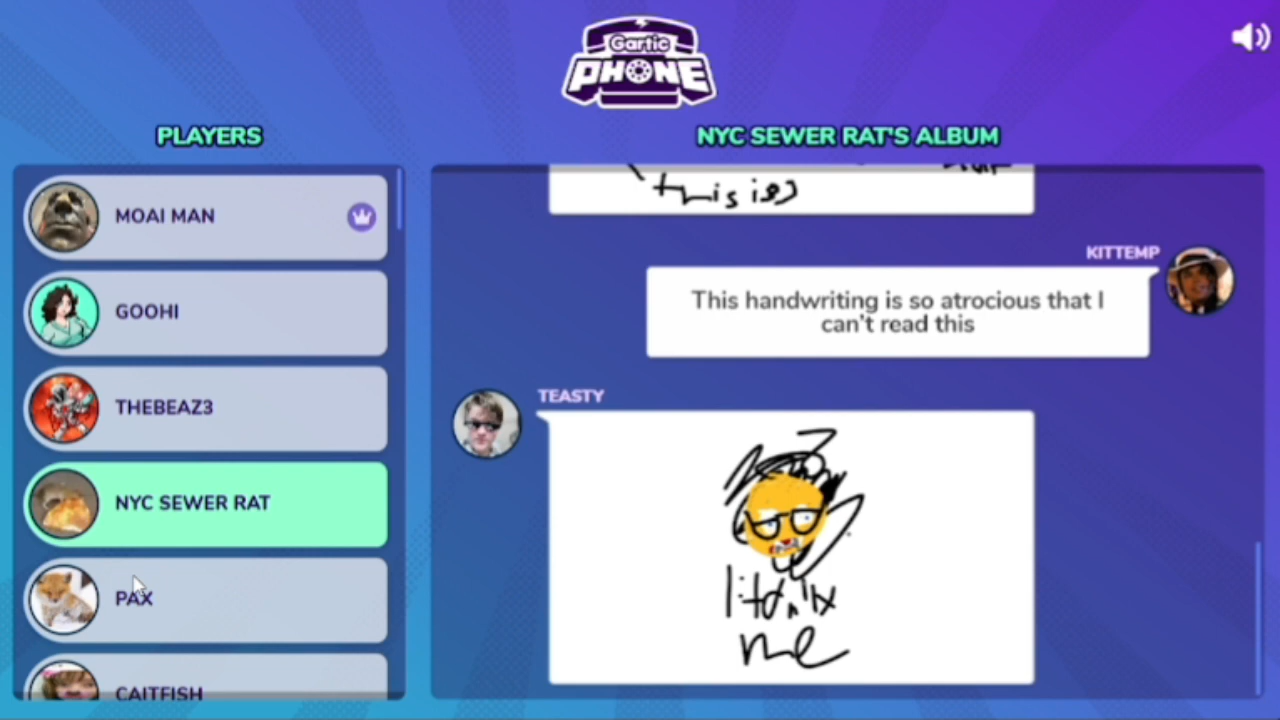 Gartic
PHONE
PLAYERS
MOAI MAN
GOOHI
THEBEAZ3
NYC SEWER RAT
PAX
CAITFISH
NYC SEWER RAT'S ALBUM
this is
KITTEMP
This handwriting is so atrocious that I
can't read this
TEASTY
me